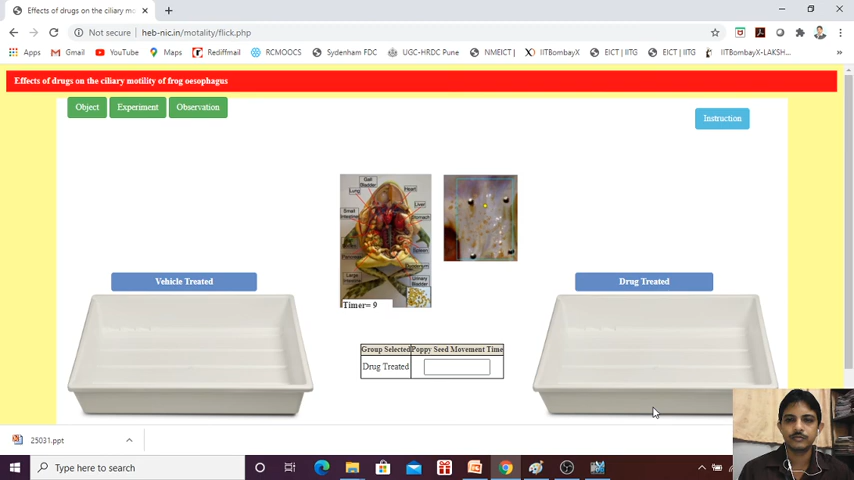 Effects of drugs on the ciliary mo
Not secure | heb-nic.in/motality/flick.php
Apps Gmail YouTube Maps Rediffmail RCMOOCS Sydenham FDC UGC-HRDC Pune NMEICT | IITBombayX EICT | IITG EICT | IITG IITBombayX-LAKSH...
Effects of drugs on the ciliary motility of frog oesophagus
Object Experiment Observation
Instruction
Gall Bladder
Lung
Heart
Liver
Small Intestine
Stomach
Spleen
Pancreas
Large Intestine
Urinary Bladder
Vehicle Treated
Drug Treated
Timer= 9
Group Selected Poppy Seed Movement Time
Drug Treated
25031.ppt
Type here to search